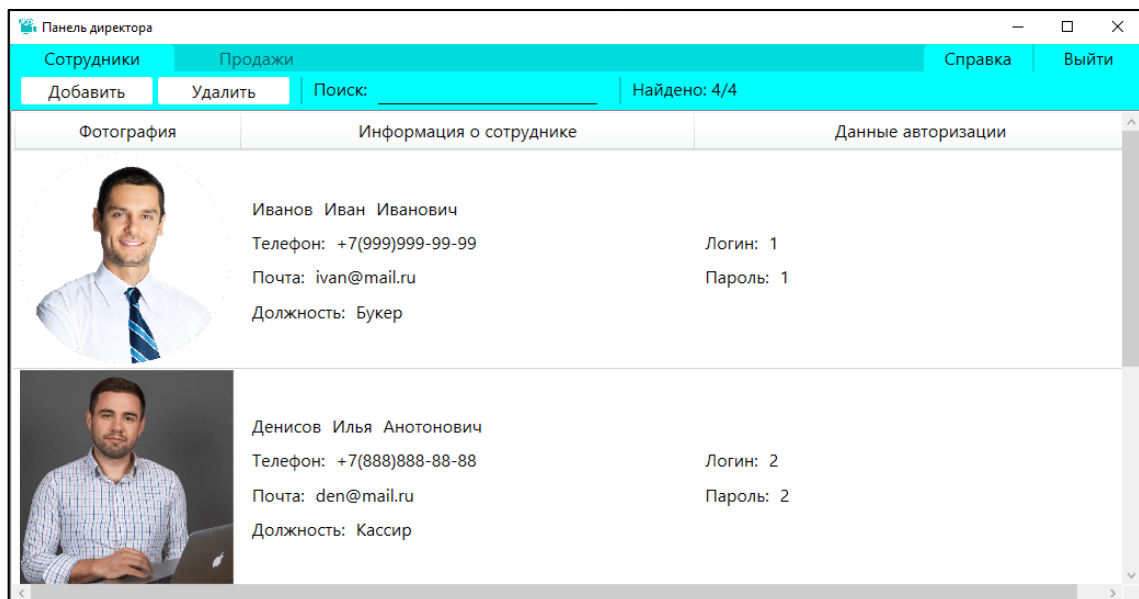 Панель директора
Сотрудники Продажи Справка Выйти
Добавить Удалить Поиск: Найдено: 4/4
Фотография Информация о сотруднике Данные авторизации
Иванов Иван Иванович
Телефон: +7(999)999-99-99 Логин: 1
Почта: ivan@mail.ru Пароль: 1
Должность: Букер
Денисов Илья Анотонович
Телефон: +7(888)888-88-88 Логин: 2
Почта: den@mail.ru Пароль: 2
Должность: Кассир